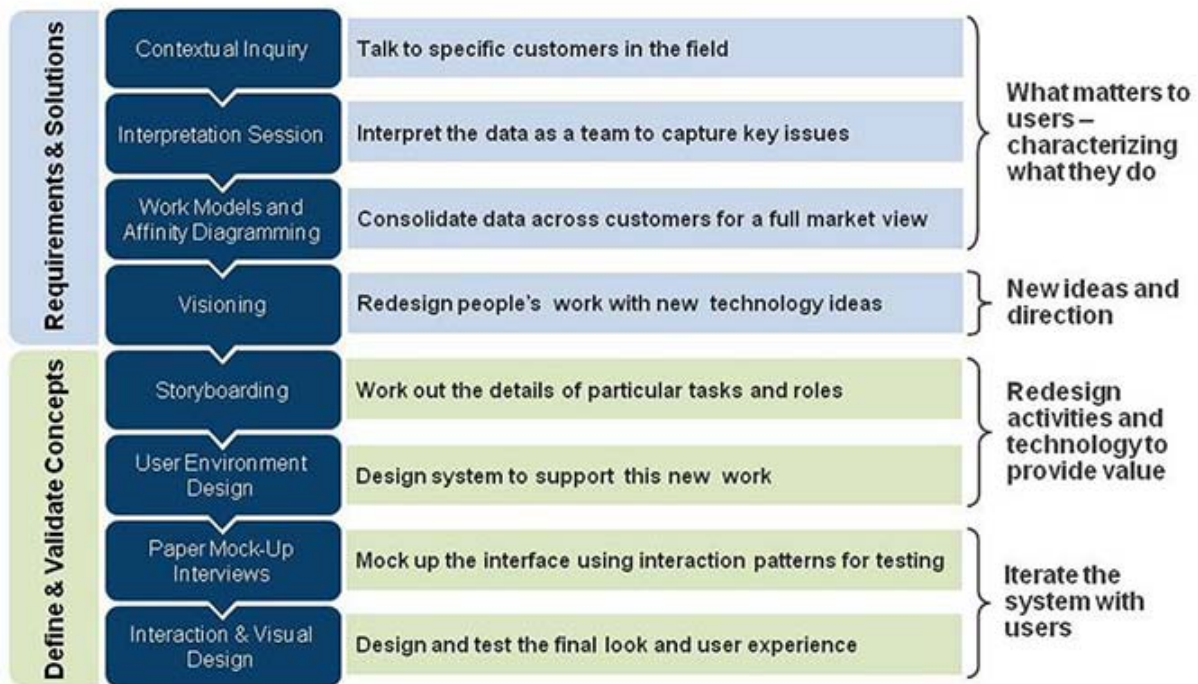 Requirements & Solutions
Contextual Inquiry
Talk to specific customers in the field
Interpretation Session
Interpret the data as a team to capture key issues
Work Models and
Affinity Diagramming
Consolidate data across customers for a full market view
What matters to
users –
characterizing
what they do
Visioning
Redesign people's work with new technology ideas
New ideas and
direction
Define & Validate Concepts
Storyboarding
Work out the details of particular tasks and roles
User Environment
Design
Design system to support this new work
Redesign
activities and
technology to
provide value
Paper Mock-Up
Interviews
Mock up the interface using interaction patterns for testing
Interaction & Visual
Design
Design and test the final look and user experience
Iterate the
system with
users